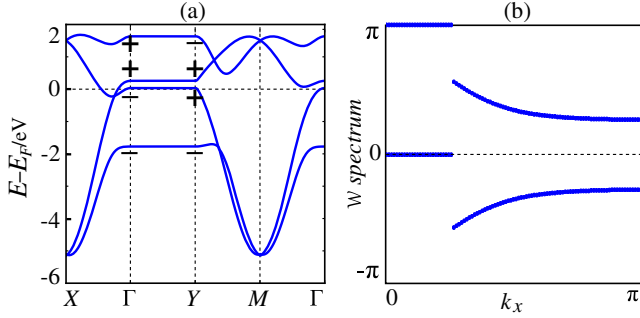 (a)
(b)
E−E_F/eV
2
0
-2
-4
-6
+ −
+ +
− +
− −
X Γ Y M Γ
W spectrum
π
0
-π
0 k_x π